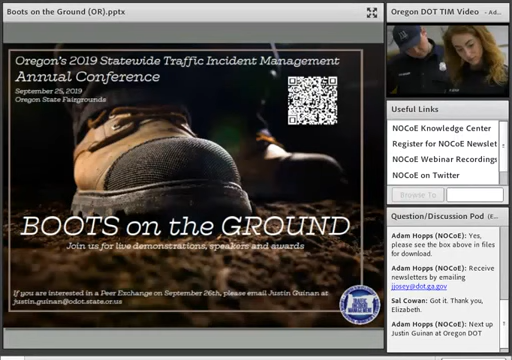 Boots on the Ground (OR).pptx
Oregon's 2019 Statewide Traffic Incident Management
Annual Conference
September 25, 2019
Oregon State Fairgrounds
BOOTS on the GROUND
Join us for live demonstrations, speakers and awards
If you are interested in a Peer Exchange on September 26th, please email Justin Guinan at
justin.guinan@odot.state.or.us
Oregon DOT TIM Video - Ad...
Useful Links
NOCoE Knowledge Center
Register for NOCoE Newslet
NOCoE Webinar Recordings
NOCoE on Twitter
Browse To
Question/Discussion Pod
Adam Hopps (NOCoE): Yes,
please see the box above in files
for download.
Adam Hopps (NOCoE): Receive
newsletters by emailing
jjosey@dot.ga.gov
Sal Cowan: Got it. Thank you,
Elizabeth.
Adam Hopps (NOCoE): Next up
Justin Guinan at Oregon DOT